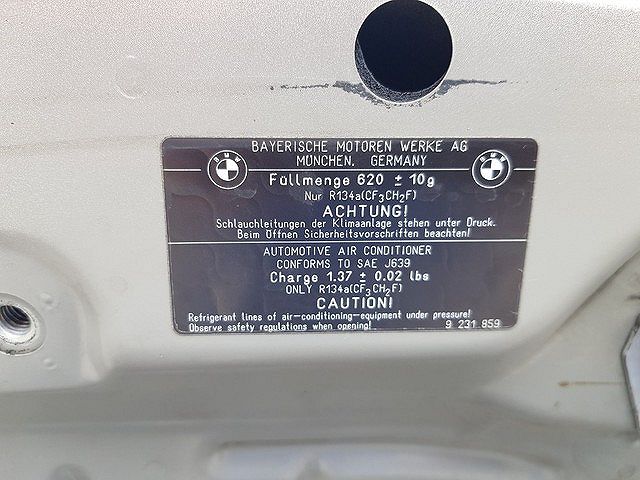 BAYERISCHE MOTOREN WERKE AG
MÜNCHEN, GERMANY
BMW
BMW
Füllmenge 620 ± 10g
Nur R134a(CF3CH2F)
ACHTUNG!
Schlauchleitungen der Klimaanlage stehen unter Druck.
Beim Öffnen Sicherheitsvorschriften beachten!
AUTOMOTIVE AIR CONDITIONER
CONFORMS TO SAE J639
Charge 1.37 ± 0.02 lbs
ONLY R134a(CF3CH2F)
CAUTION!
Refrigerant lines of air-conditioning-equipment under pressure!
Observe safety regulations when opening!
9 231 859